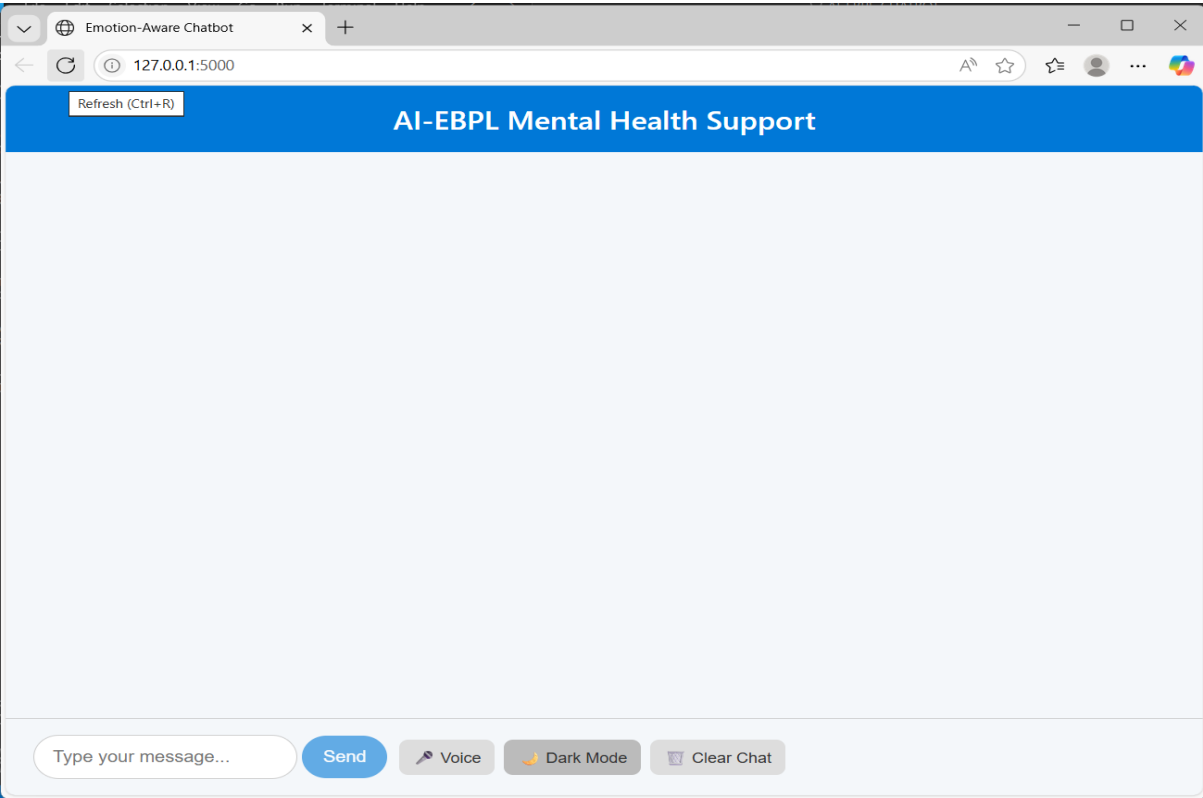 Emotion-Aware Chatbot
127.0.0.1:5000
Refresh (Ctrl+R)
AI-EBPL Mental Health Support
Type your message...
Send
Voice
Dark Mode
Clear Chat